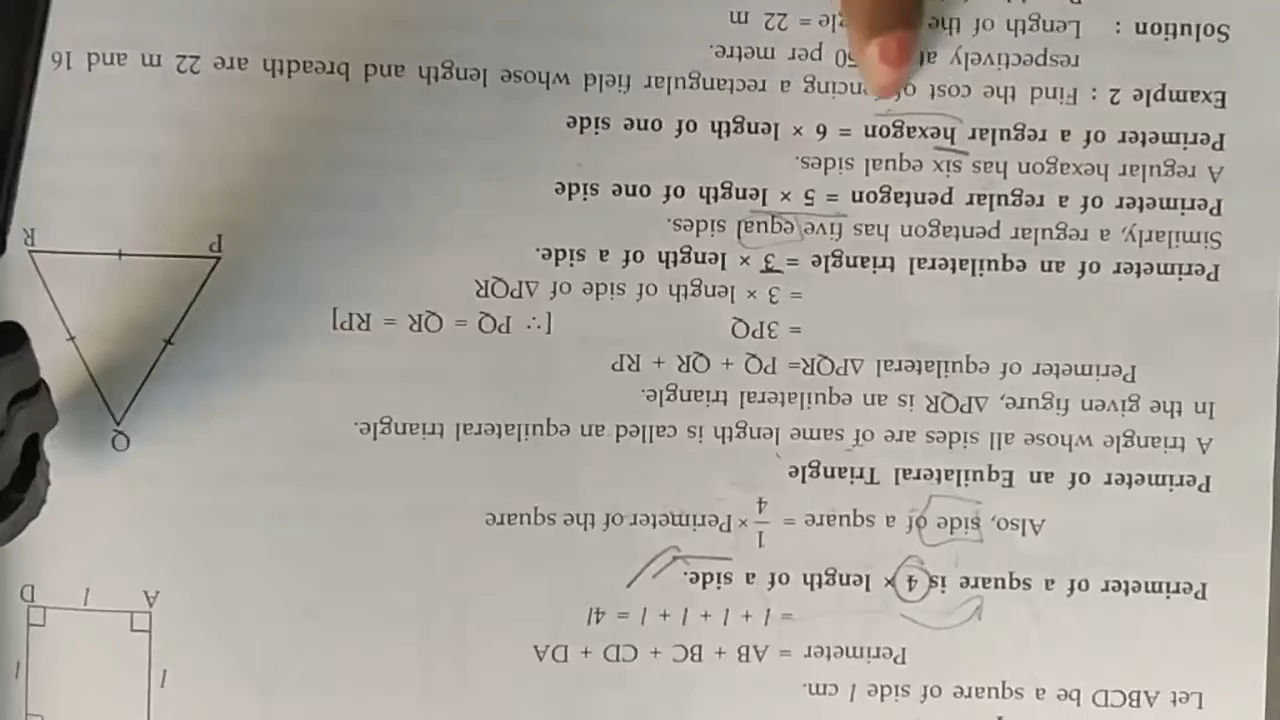 Let ABCD be a square of side l cm.
Perimeter = AB + BC + CD + DA
= l + l + l + l = 4l
Perimeter of a square is 4 × length of a side.
Also, side of a square = 1/4 × Perimeter of the square
A
l
D
l
l
Perimeter of an Equilateral Triangle
A triangle whose all sides are of same length is called an equilateral triangle.
In the given figure, ΔPQR is an equilateral triangle.
Perimeter of equilateral ΔPQR= PQ + QR + RP
= 3PQ [∵ PQ = QR = RP]
= 3 × length of side of ΔPQR
Q
P
R
Perimeter of an equilateral triangle = 3 × length of a side.
Similarly, a regular pentagon has five equal sides.
Perimeter of a regular pentagon = 5 × length of one side
A regular hexagon has six equal sides.
Perimeter of a regular hexagon = 6 × length of one side
Example 2 : Find the cost of a rectangular field whose length and breadth are 22 m and 16
respectively at per metre.
Solution : Length of the = 22 m